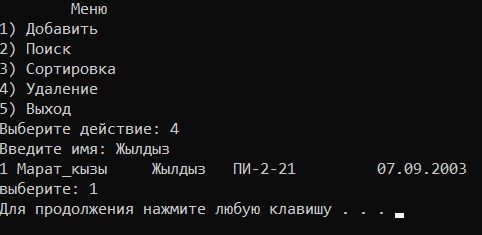 Меню
1) Добавить
2) Поиск
3) Сортировка
4) Удаление
5) Выход
Выберите действие: 4
Введите имя: Жылдыз
1 Марат_кызы Жылдыз ПИ-2-21 07.09.2003
выберите: 1
Для продолжения нажмите любую клавишу . . .